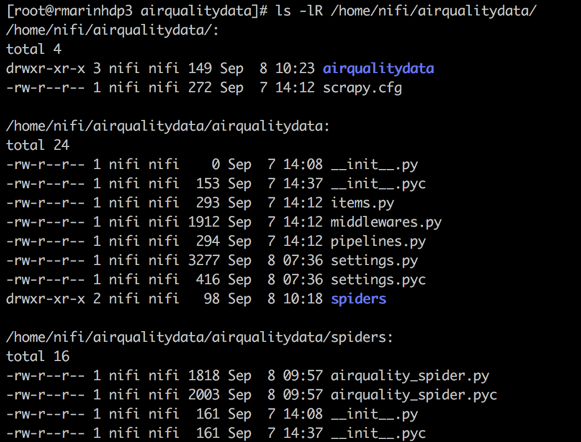 [root@rmarinhdp3 airqualitydata]# ls -lR /home/nifi/airqualitydata/
/home/nifi/airqualitydata/:
total 4
drwxr-xr-x 3 nifi nifi 149 Sep  8 10:23 airqualitydata
-rw-r--r-- 1 nifi nifi 272 Sep  7 14:12 scrapy.cfg

/home/nifi/airqualitydata/airqualitydata:
total 24
-rw-r--r-- 1 nifi nifi    0 Sep  7 14:08 __init__.py
-rw-r--r-- 1 nifi nifi  153 Sep  7 14:37 __init__.pyc
-rw-r--r-- 1 nifi nifi  293 Sep  7 14:12 items.py
-rw-r--r-- 1 nifi nifi 1912 Sep  7 14:12 middlewares.py
-rw-r--r-- 1 nifi nifi  294 Sep  7 14:12 pipelines.py
-rw-r--r-- 1 nifi nifi 3277 Sep  8 07:36 settings.py
-rw-r--r-- 1 nifi nifi  416 Sep  8 07:36 settings.pyc
drwxr-xr-x 2 nifi nifi   98 Sep  8 10:18 spiders

/home/nifi/airqualitydata/airqualitydata/spiders:
total 16
-rw-r--r-- 1 nifi nifi 1818 Sep  8 09:57 airquality_spider.py
-rw-r--r-- 1 nifi nifi 2003 Sep  8 09:57 airquality_spider.pyc
-rw-r--r-- 1 nifi nifi  161 Sep  7 14:08 __init__.py
-rw-r--r-- 1 nifi nifi  161 Sep  7 14:37 __init__.pyc